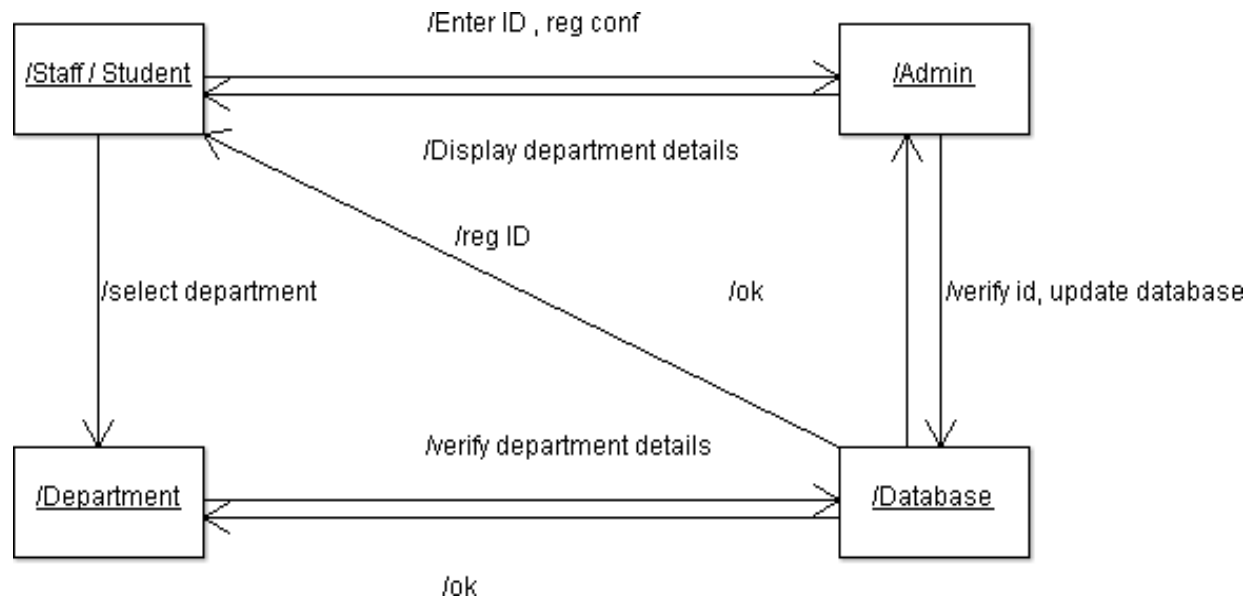 /Enter ID , reg conf
/Staff / Student
/Admin
/Display department details
/reg ID
/select department
/ok
/verify id, update database
/verify department details
/Department
/Database
/ok